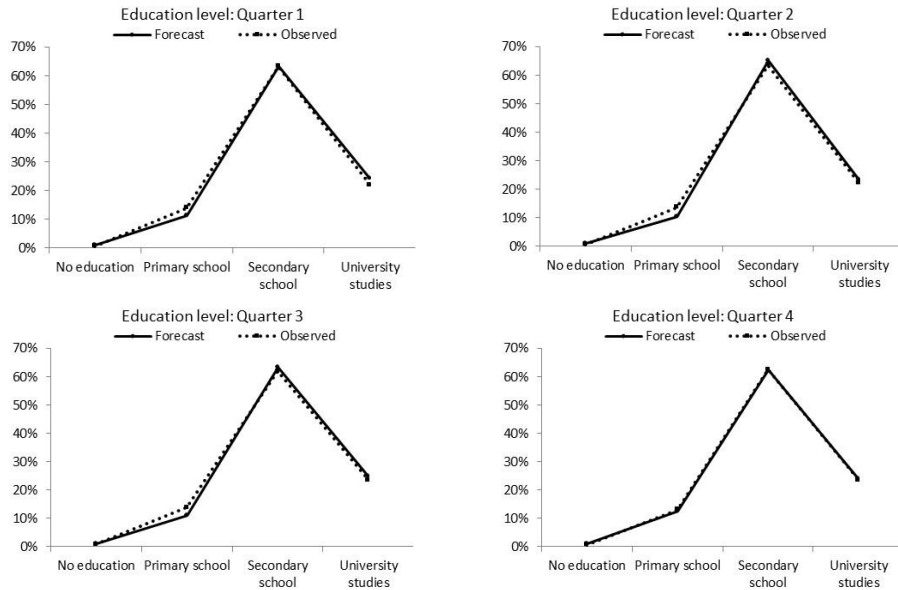 Education level: Quarter 1
Forecast Observed
70%
60%
50%
40%
30%
20%
10%
0%
No education Primary school Secondary school University studies
Education level: Quarter 2
Forecast Observed
70%
60%
50%
40%
30%
20%
10%
0%
No education Primary school Secondary school University studies
Education level: Quarter 3
Forecast Observed
70%
60%
50%
40%
30%
20%
10%
0%
No education Primary school Secondary school University studies
Education level: Quarter 4
Forecast Observed
70%
60%
50%
40%
30%
20%
10%
0%
No education Primary school Secondary school University studies